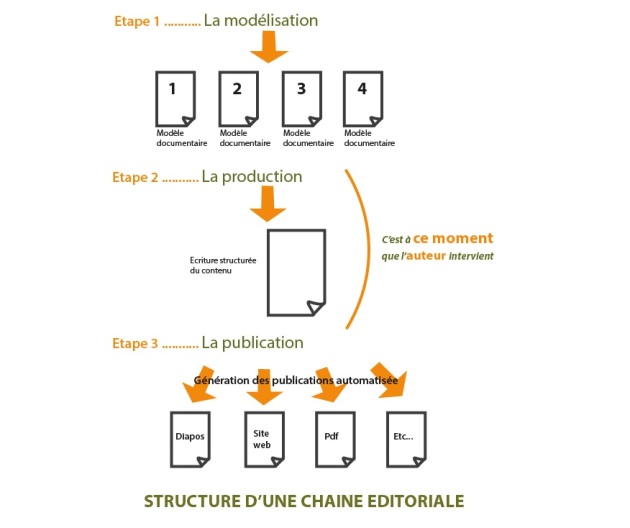 Etape 1 ........... La modélisation
1 2 3 4
Modèle documentaire Modèle documentaire Modèle documentaire Modèle documentaire
Etape 2 ........... La production
C'est à ce moment
que l'auteur intervient
Ecriture structurée
du contenu
Etape 3 ........... La publication
Génération des publications automatisée
Diapos Site web Pdf Etc...
STRUCTURE D'UNE CHAINE EDITORIALE